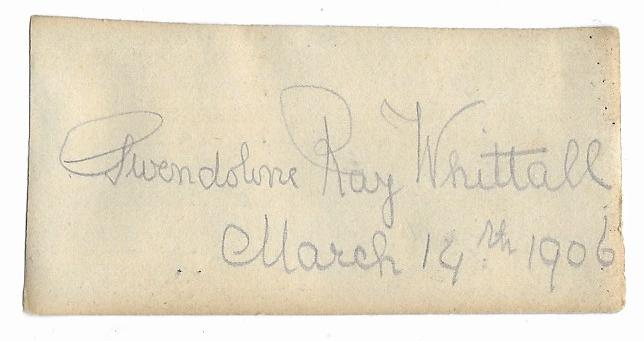 Gwendoline Ray Whittall
March 14th 1906